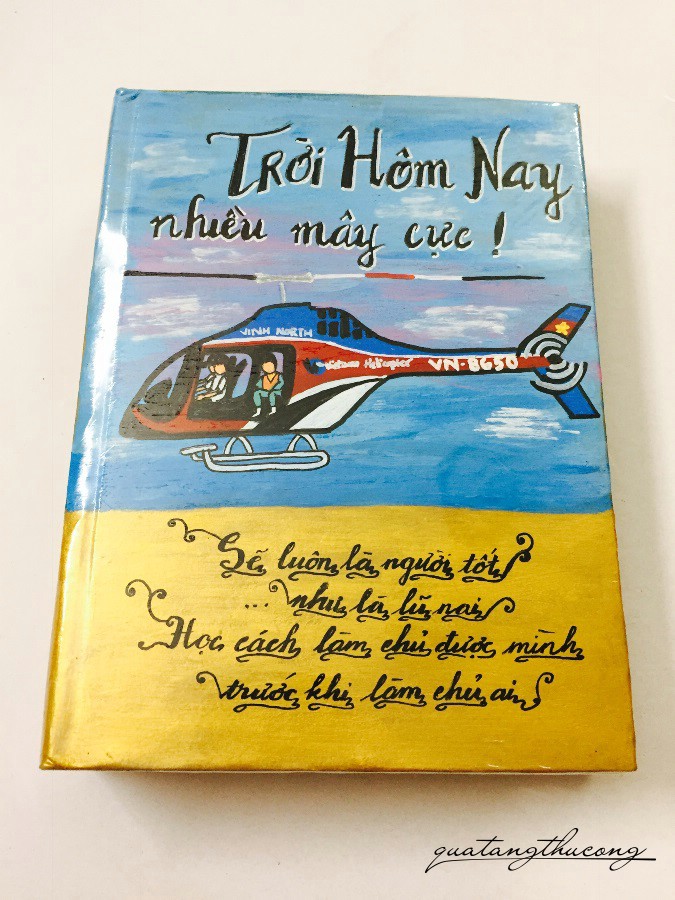 Trời Hôm Nay
nhiều mây cực !
VINH NORTH
Vietnam Helicopter VN-8650
Sẽ luôn là người tốt
... như là lũ nai
Học cách làm chủ được mình
trước khi làm chủ ai
quatangthucong